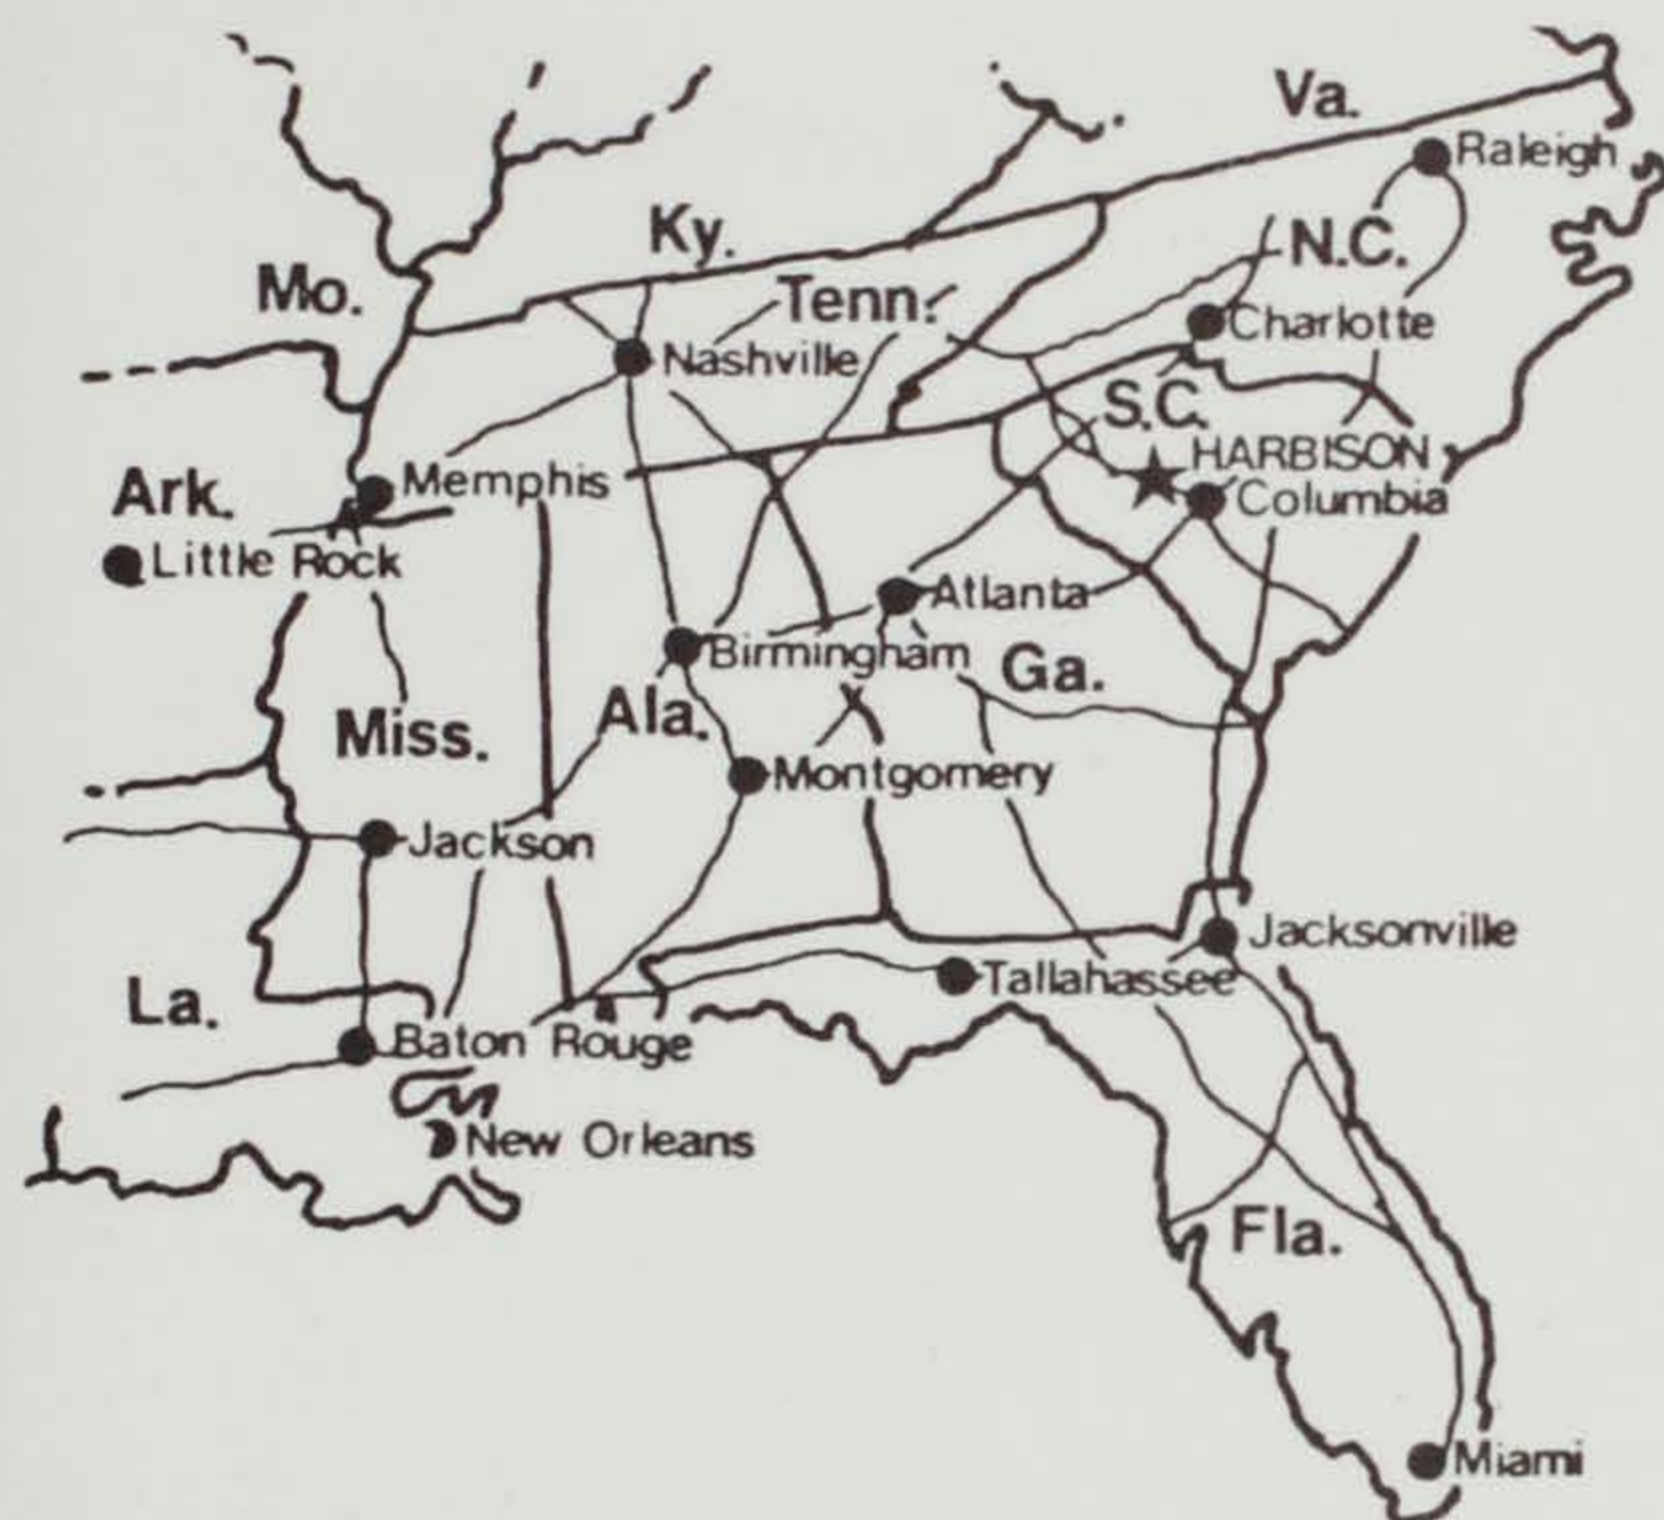 Va.
Raleigh
Ky.
N.C.
Mo.
Tenn.
Charlotte
Nashville
S.C.
HARBISON
Memphis
Ark.
Columbia
Little Rock
Atlanta
Birmingham
Ga.
Ala.
Miss.
Montgomery
Jackson
Jacksonville
Tallahassee
La.
Baton Rouge
New Orleans
Fla.
Miami